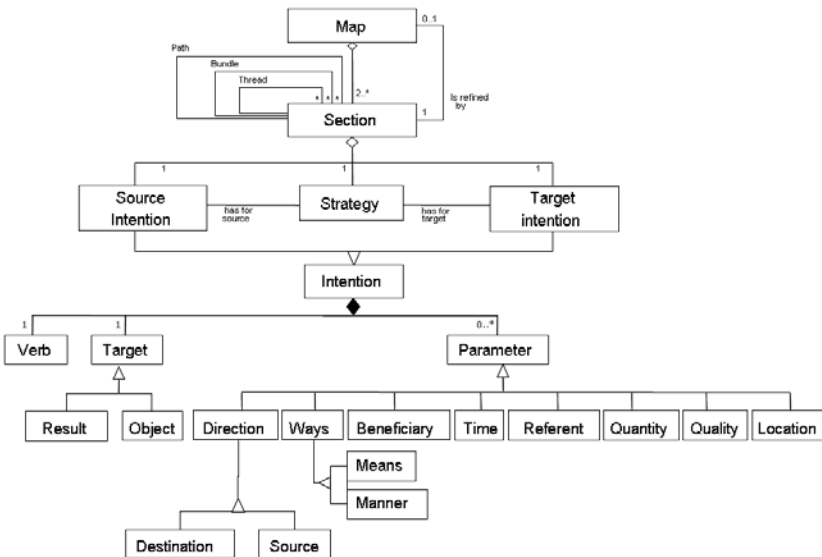 Map
0..1
Path
Bundle
Thread
* * *
2..*
Is refined
by
1
Section
1
1
1
Source
Intention
has for
source
Strategy
has for
target
Target
intention
Intention
1
1
0..*
Verb
Target
Parameter
Result
Object
Direction
Ways
Beneficiary
Time
Referent
Quantity
Quality
Location
Means
Manner
Destination
Source